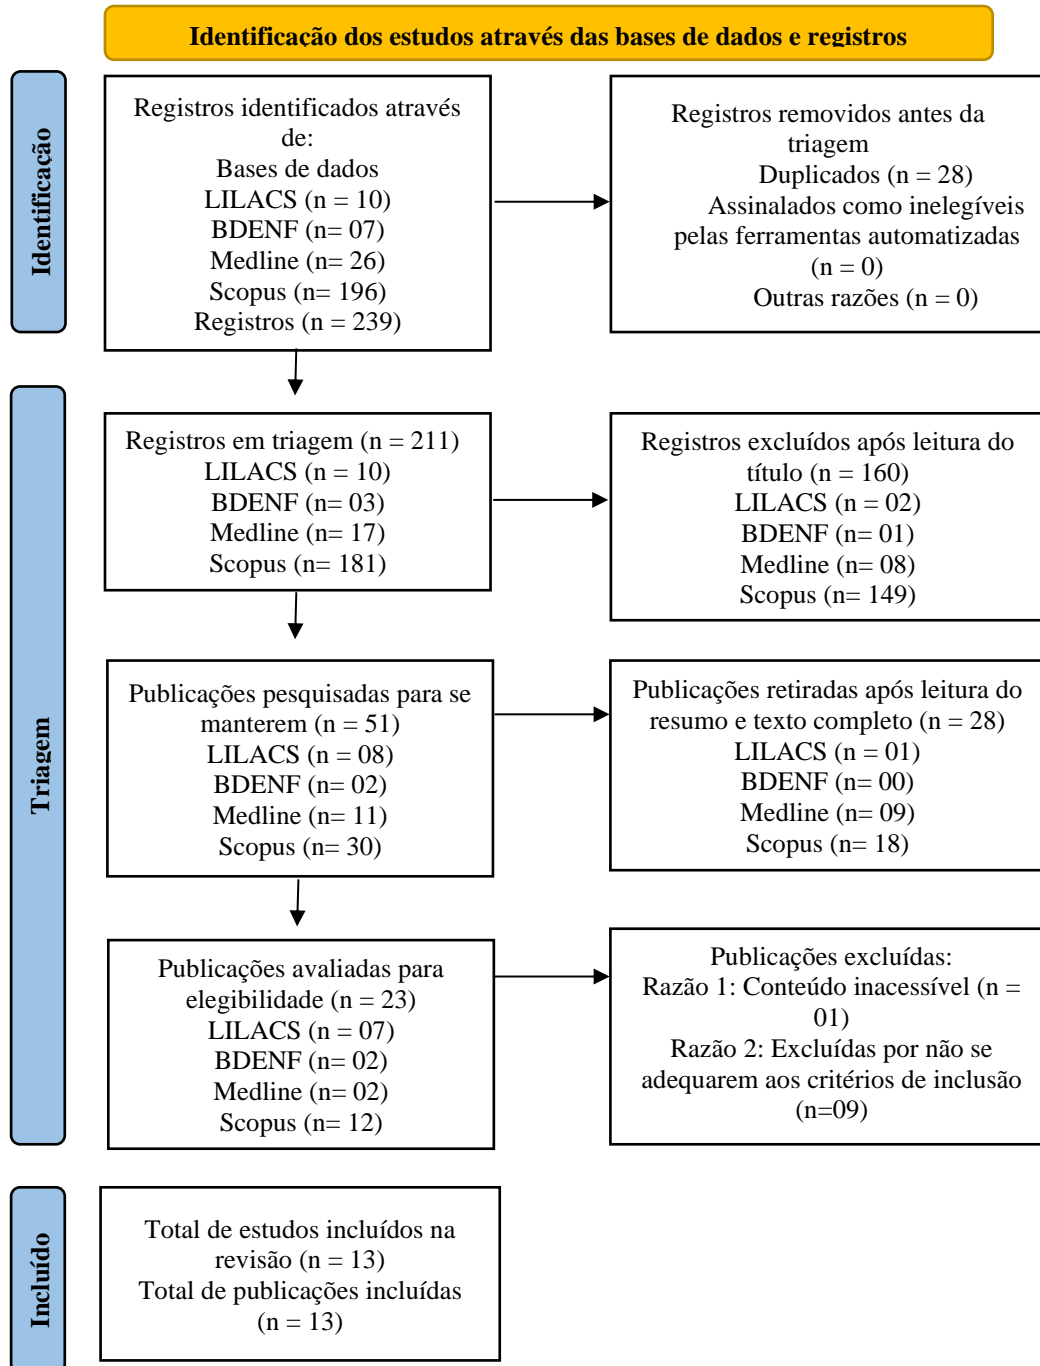 Identificação dos estudos através das bases de dados e registros
Identificação
Registros identificados através
de:
Bases de dados
LILACS (n = 10)
BDENF (n= 07)
Medline (n= 26)
Scopus (n= 196)
Registros (n = 239)
Registros removidos antes da
triagem
Duplicados (n = 28)
Assinalados como inelegíveis
pelas ferramentas automatizadas
(n = 0)
Outras razões (n = 0)
Triagem
Registros em triagem (n = 211)
LILACS (n = 10)
BDENF (n= 03)
Medline (n= 17)
Scopus (n= 181)
Registros excluídos após leitura do
título (n = 160)
LILACS (n = 02)
BDENF (n= 01)
Medline (n= 08)
Scopus (n= 149)
Publicações pesquisadas para se
manterem (n = 51)
LILACS (n = 08)
BDENF (n= 02)
Medline (n= 11)
Scopus (n= 30)
Publicações retiradas após leitura do
resumo e texto completo (n = 28)
LILACS (n = 01)
BDENF (n= 00)
Medline (n= 09)
Scopus (n= 18)
Publicações avaliadas para
elegibilidade (n = 23)
LILACS (n = 07)
BDENF (n= 02)
Medline (n= 02)
Scopus (n= 12)
Publicações excluídas:
Razão 1: Conteúdo inacessível (n =
01)
Razão 2: Excluídas por não se
adequarem aos critérios de inclusão
(n=09)
Incluído
Total de estudos incluídos na
revisão (n = 13)
Total de publicações incluídas
(n = 13)